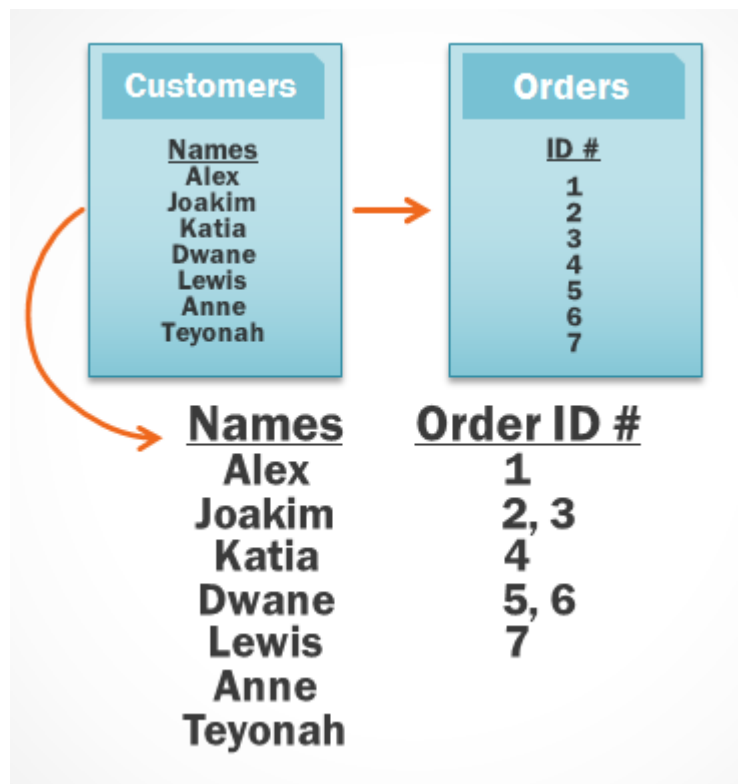 Customers
Names
Alex
Joakim
Katia
Dwane
Lewis
Anne
Teyonah
Orders
ID #
1
2
3
4
5
6
7
Names Order ID #
Alex 1
Joakim 2, 3
Katia 4
Dwane 5, 6
Lewis 7
Anne
Teyonah